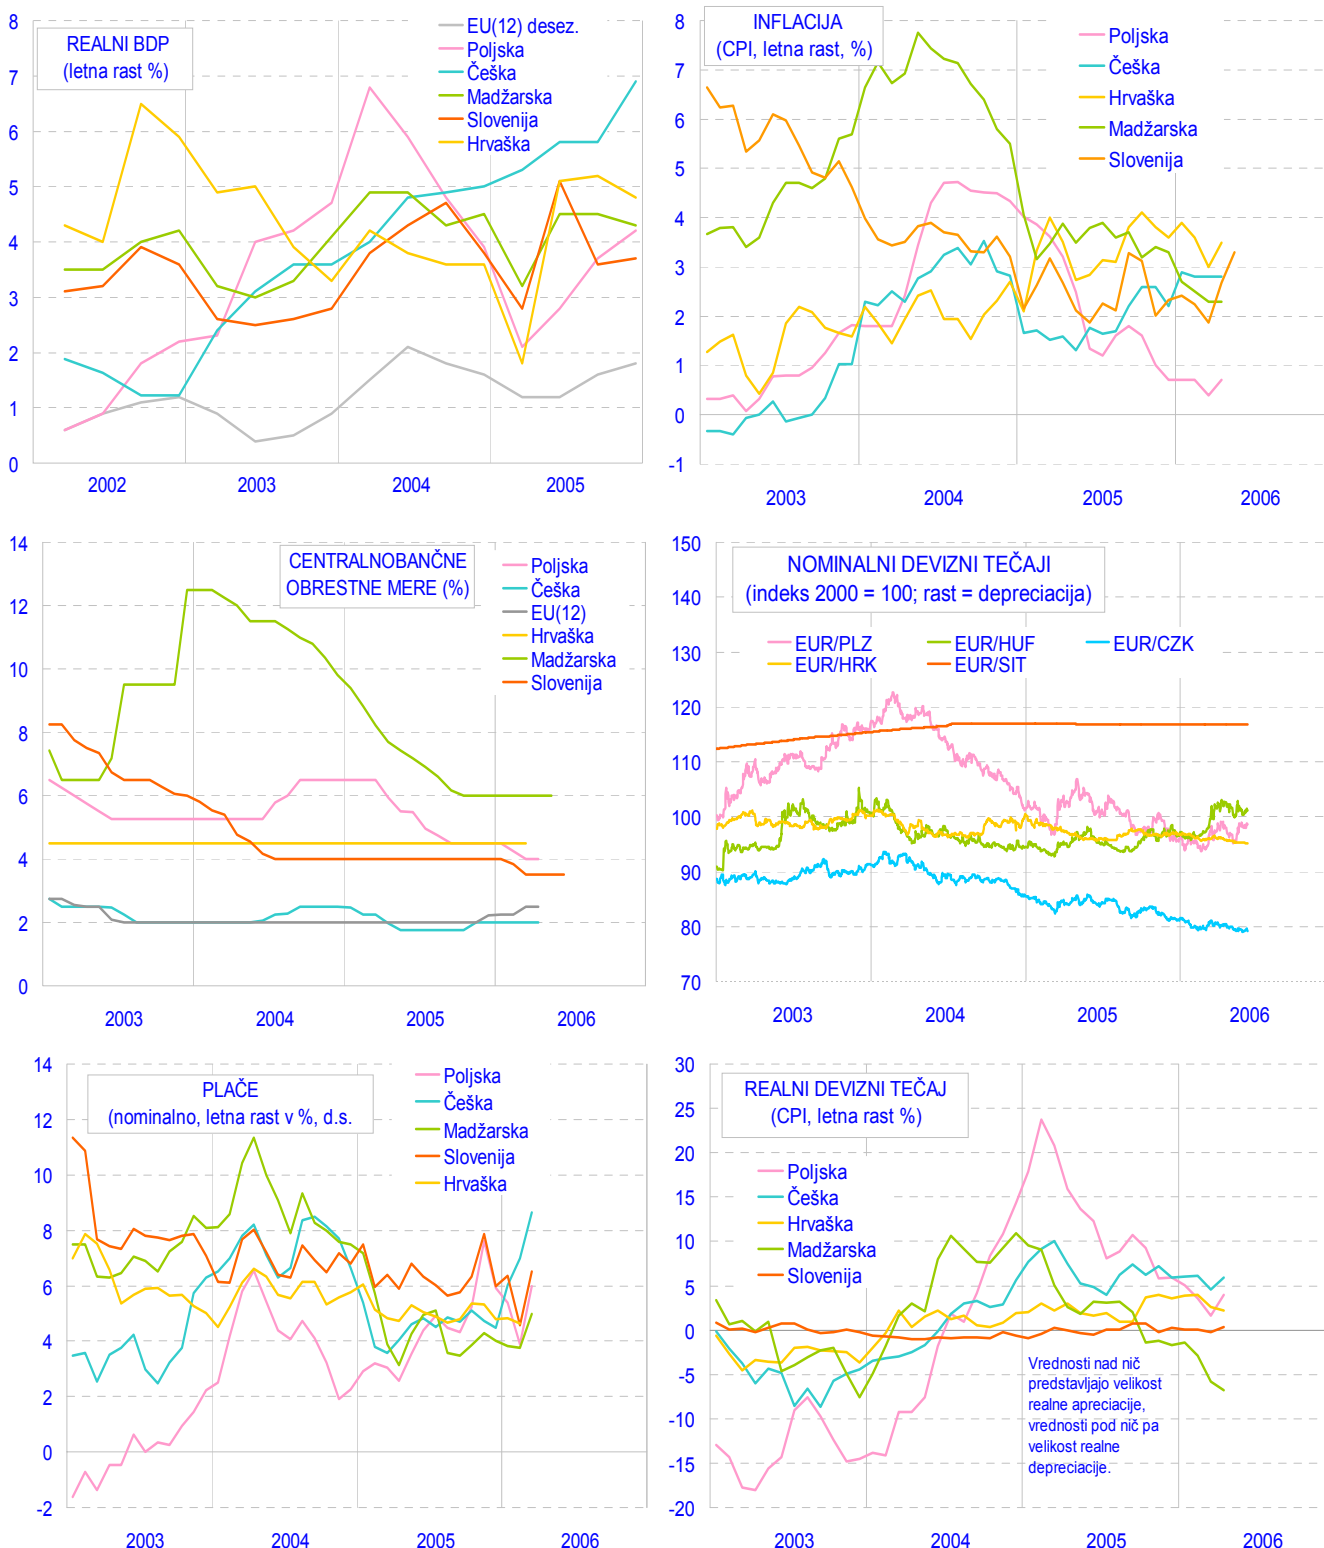 REALNI BDP
(letna rast %)
EU(12) desez.
Poljska
Češka
Madžarska
Slovenija
Hrvaška
8
7
6
5
4
3
2
1
0
2002
2003
2004
2005
INFLACIJA
(CPI, letna rast, %)
Poljska
Češka
Hrvaška
Madžarska
Slovenija
8
7
6
5
4
3
2
1
0
-1
2003
2004
2005
2006
CENTRALNOBANČNE
OBRESTNE MERE (%)
Poljska
Češka
EU(12)
Hrvaška
Madžarska
Slovenija
14
12
10
8
6
4
2
0
2003
2004
2005
2006
NOMINALNI DEVIZNI TEČAJI
(indeks 2000 = 100; rast = depreciacija)
EUR/PLZ
EUR/HUF
EUR/CZK
EUR/HRK
EUR/SIT
150
140
130
120
110
100
90
80
70
2003
2004
2005
2006
PLAČE
(nominalno, letna rast v %, d.s.
Poljska
Češka
Madžarska
Slovenija
Hrvaška
14
12
10
8
6
4
2
0
-2
2003
2004
2005
2006
REALNI DEVIZNI TEČAJ
(CPI, letna rast %)
Poljska
Češka
Hrvaška
Madžarska
Slovenija
30
25
20
15
10
5
0
-5
-10
-15
-20
Vrednosti nad nič
predstavljajo velikost
realne apreciacije,
vrednosti pod nič pa
velikost realne
depreciacije.
2003
2004
2005
2006